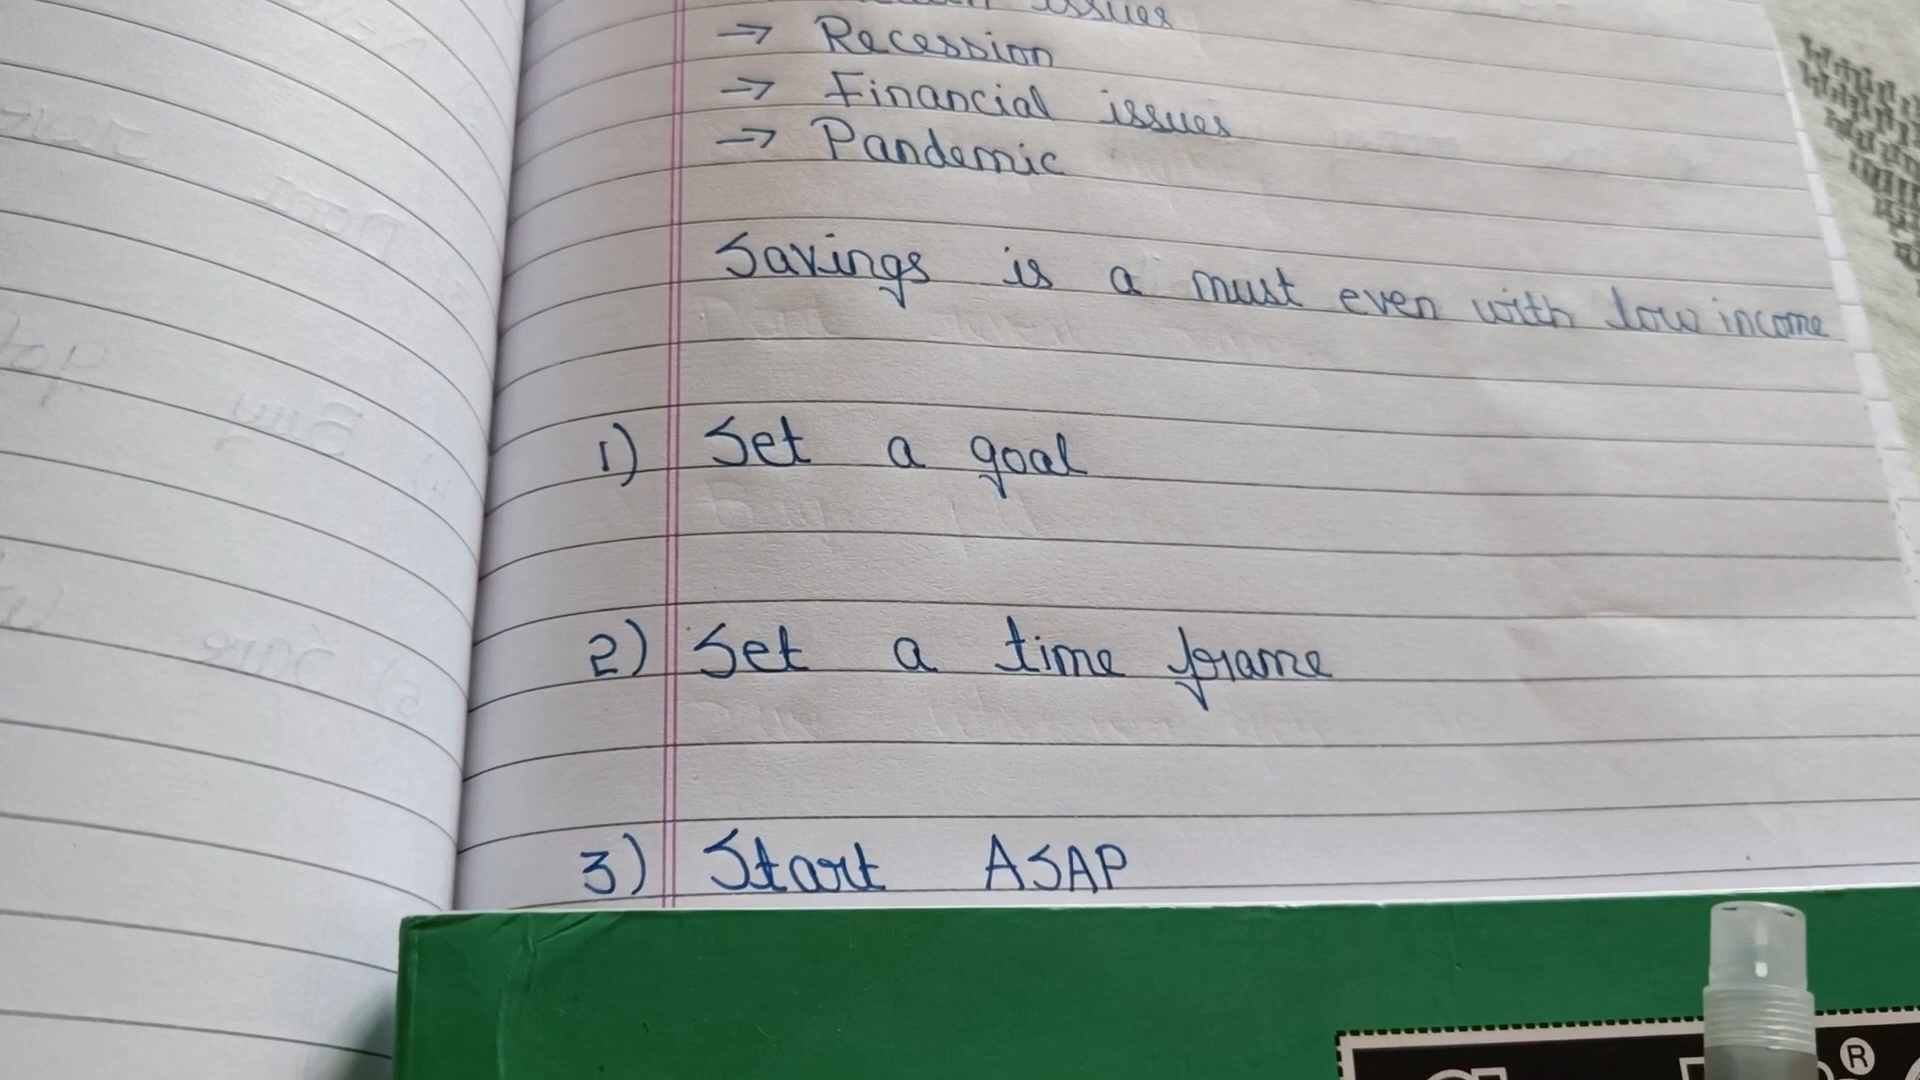 issues
→ Recession
→ Financial issues
→ Pandemic
Savings is a must even with low income
1) Set a goal
2) Set a time frame
3) Start ASAP
®